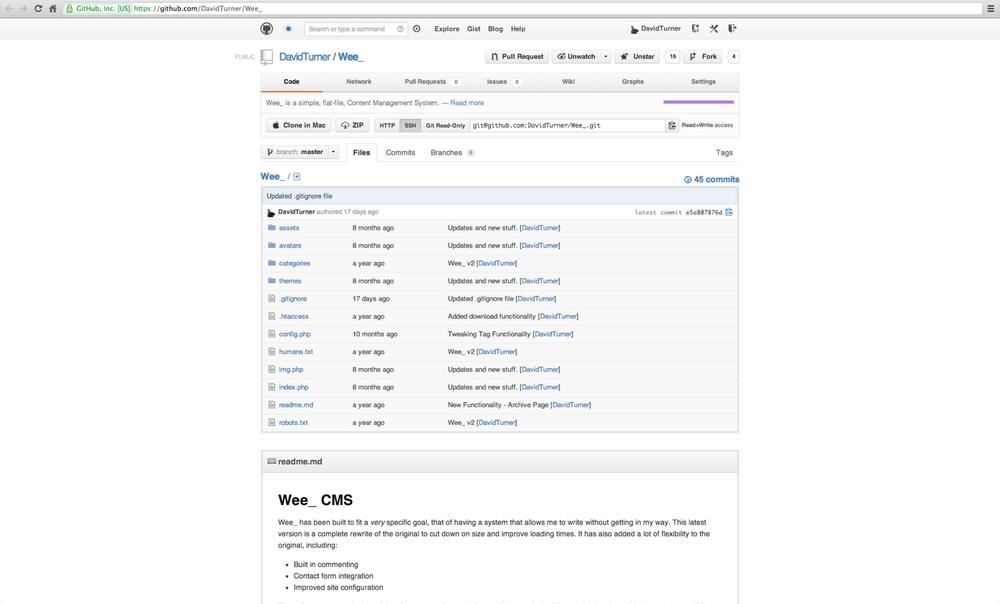 GitHub, Inc. [US] https://github.com/DavidTurner/Wee_
Search or type a command Explore Gist Blog Help DavidTurner
PUBLIC DavidTurner / Wee_ Pull Request Unwatch Unstar 16 Fork 4
Code Network Pull Requests 0 Issues 0 Wiki Graphs Settings
Wee_ is a simple, flat-file, Content Management System. — Read more
Clone in Mac ZIP HTTP SSH Git Read-Only git@github.com:DavidTurner/Wee_.git Read+Write access
branch: master Files Commits Branches 1 Tags
Wee_ / 45 commits
Updated .gitignore file
DavidTurner authored 17 days ago latest commit e5a807876d
assets 8 months ago Updates and new stuff. [DavidTurner]
avatars 8 months ago Updates and new stuff. [DavidTurner]
categories a year ago Wee_ v2 [DavidTurner]
themes 8 months ago Updates and new stuff. [DavidTurner]
.gitignore 17 days ago Updated .gitignore file [DavidTurner]
.htaccess a year ago Added download functionality [DavidTurner]
config.php 10 months ago Tweaking Tag Functionality [DavidTurner]
humans.txt a year ago Wee_ v2 [DavidTurner]
img.php 8 months ago Updates and new stuff. [DavidTurner]
index.php 8 months ago Updates and new stuff. [DavidTurner]
readme.md a year ago New Functionality - Archive Page [DavidTurner]
robots.txt a year ago Wee_ v2 [DavidTurner]
readme.md
Wee_ CMS
Wee_ has been built to fit a very specific goal, that of having a system that allows me to write without getting in my way. This latest
version is a complete rewrite of the original to cut down on size and improve loading times. It has also added a lot of flexibility to the
original, including:
• Built in commenting
• Contact form integration
• Improved site configuration